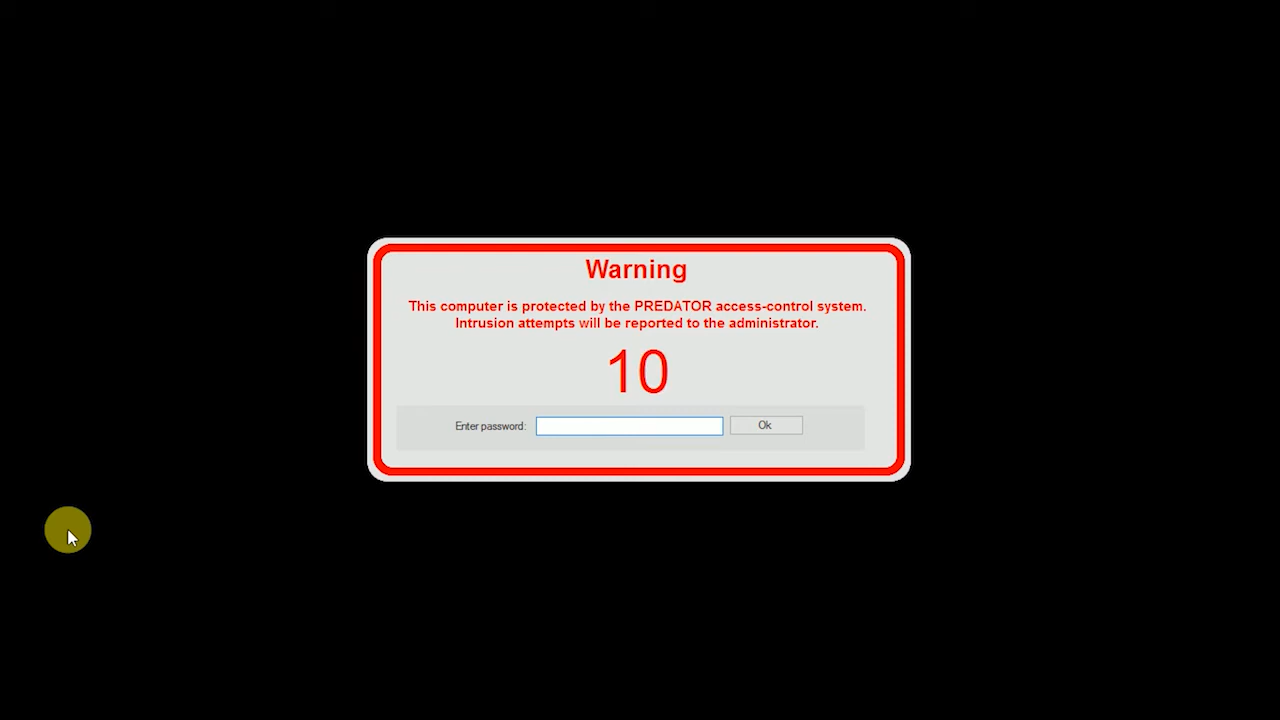 Warning
This computer is protected by the PREDATOR access-control system.
Intrusion attempts will be reported to the administrator.
10
Enter password: Ok